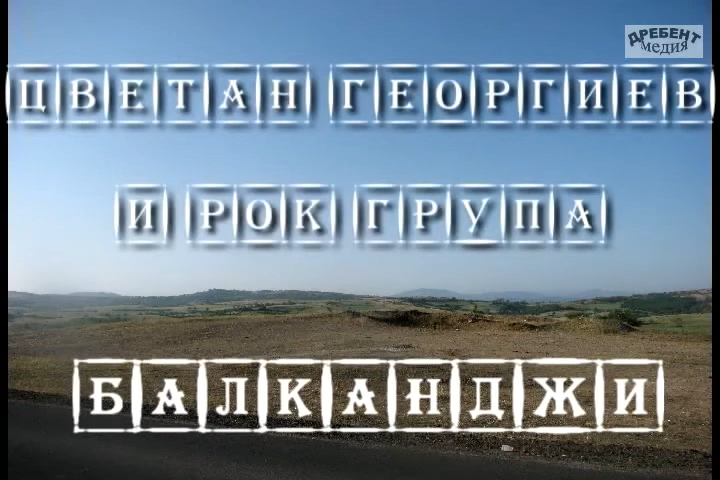 ДРЕБЕНТ
медия
ЦВЕТАН ГЕОРГИЕВ
И РОК ГРУПА
БАЛКАНДЖИ